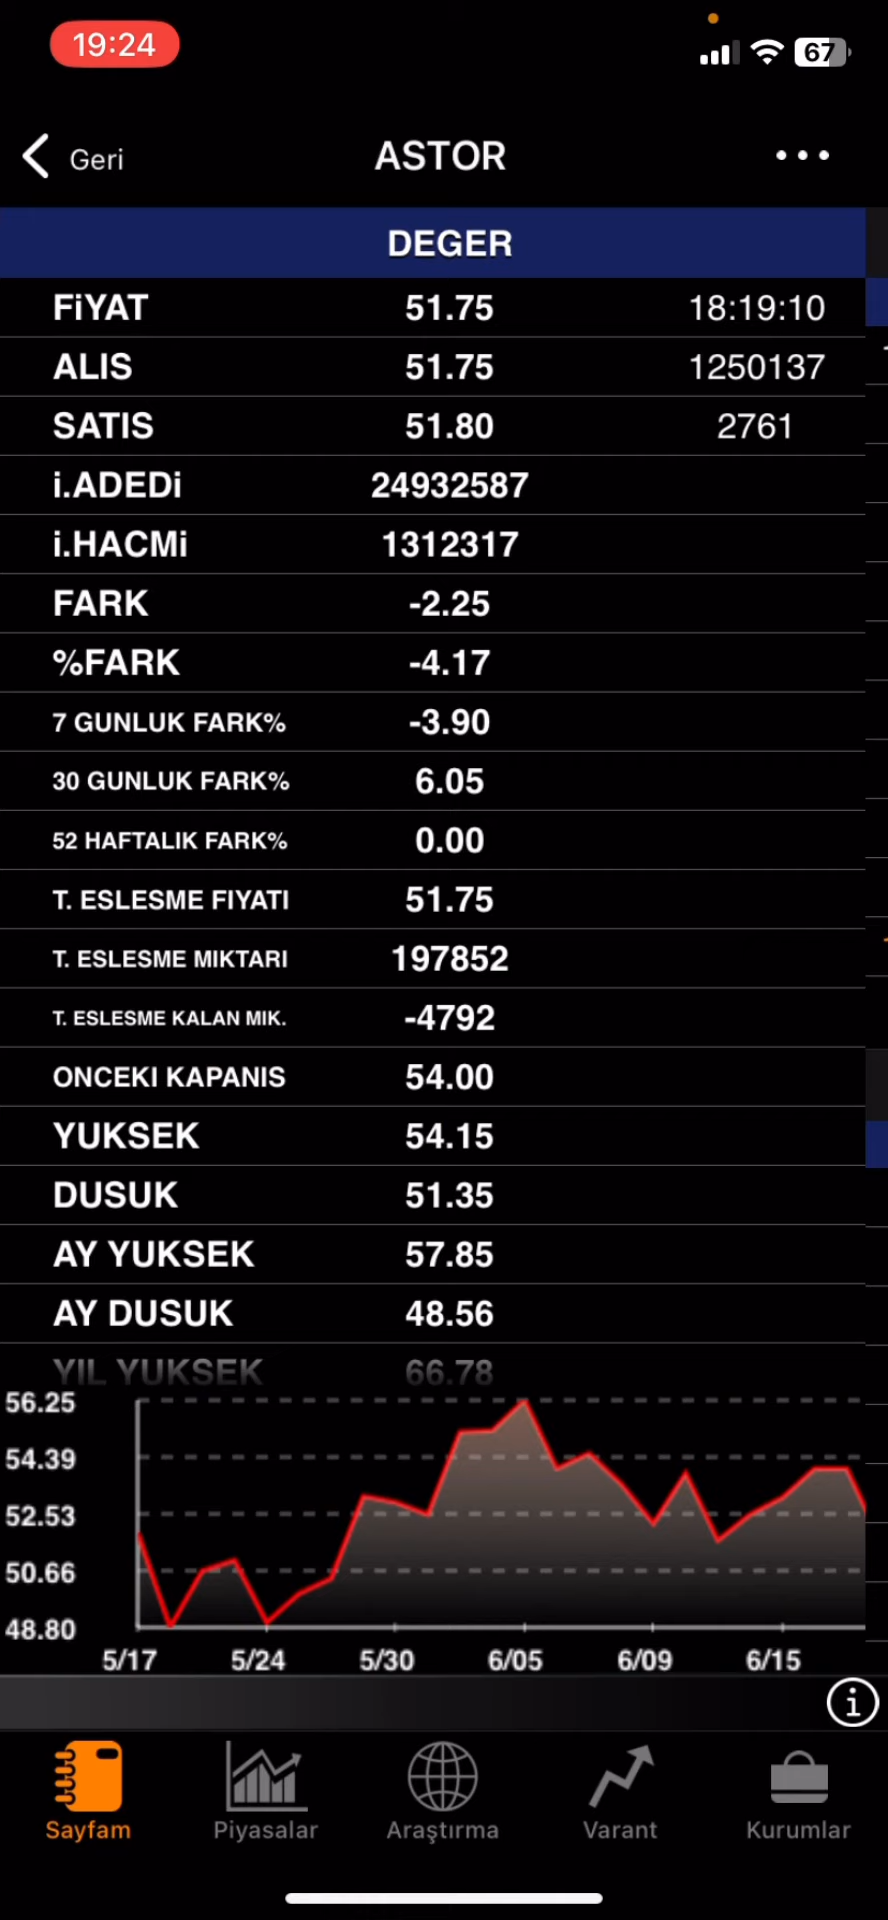 19:24
67
Geri
ASTOR
DEGER
FiYAT 51.75 18:19:10
ALIS 51.75 1250137
SATIS 51.80 2761
i.ADEDi 24932587
i.HACMi 1312317
FARK -2.25
%FARK -4.17
7 GUNLUK FARK% -3.90
30 GUNLUK FARK% 6.05
52 HAFTALIK FARK% 0.00
T. ESLESME FIYATI 51.75
T. ESLESME MIKTARI 197852
T. ESLESME KALAN MIK. -4792
ONCEKI KAPANIS 54.00
YUKSEK 54.15
DUSUK 51.35
AY YUKSEK 57.85
AY DUSUK 48.56
YIL YUKSEK 66.78
56.25
54.39
52.53
50.66
48.80
5/17 5/24 5/30 6/05 6/09 6/15
Sayfam Piyasalar Araştırma Varant Kurumlar